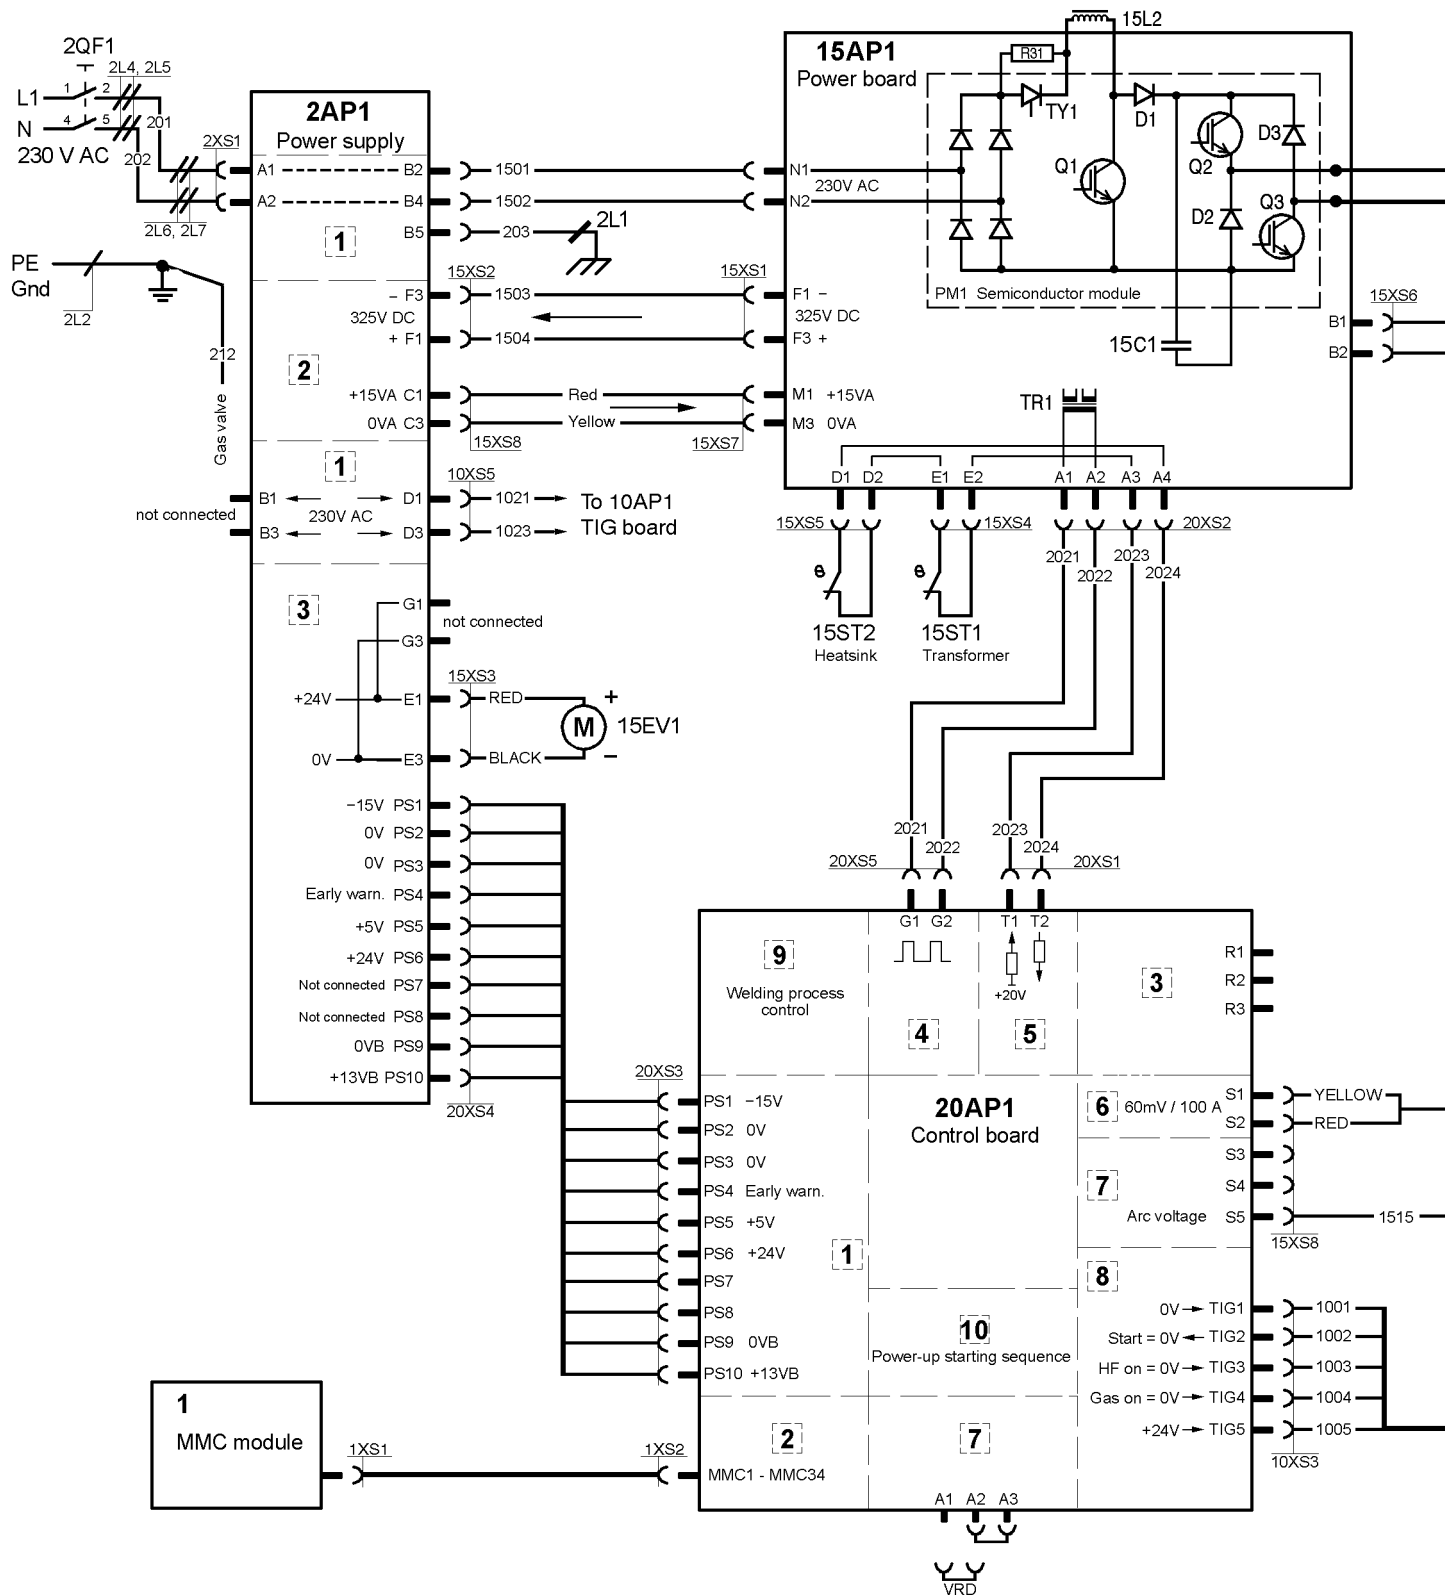 2QF1
2L4, 2L5
L1
1
2
N
4
5
201
230 V AC
202
2XS1
2L6, 2L7
PE
Gnd
2L2
212
Gas valve
2AP1
Power supply
A1
B2
1501
A2
B4
1502
B5
203
2L1
1
15XS2
15XS1
– F3
1503
325V DC
+ F1
1504
2
+15VA C1
Red
0VA C3
Yellow
15XS8
15XS7
1
10XS5
B1
D1
1021
To 10AP1
not connected
230V AC
B3
D3
1023
TIG board
3
G1
not connected
G3
15XS3
+24V
E1
RED
+
M
15EV1
0V
E3
BLACK
–
–15V PS1
0V PS2
0V PS3
Early warn. PS4
+5V PS5
+24V PS6
Not connected PS7
Not connected PS8
0VB PS9
+13VB PS10
20XS4
15L2
15AP1
Power board
R31
TY1
D1
Q1
Q2
D3
D2
Q3
N1
230V AC
N2
PM1 Semiconductor module
F1 –
325V DC
F3 +
15C1
15XS6
B1
B2
M1 +15VA
M3 0VA
TR1
D1 D2 E1 E2 A1 A2 A3 A4
15XS5
15XS4
20XS2
2021
2022
2023
2024
15ST2
Heatsink
15ST1
Transformer
2021
2022
2023
2024
20XS5
20XS1
G1 G2 T1 T2
9
Welding process
control
4
+20V
5
3
R1
R2
R3
20XS3
20AP1
Control board
PS1 –15V
PS2 0V
PS3 0V
PS4 Early warn.
PS5 +5V
PS6 +24V
PS7
PS8
PS9 0VB
PS10 +13VB
1
6
60mV / 100 A
S1
YELLOW
S2
RED
7
S3
S4
Arc voltage
S5
1515
15XS8
8
10
Power-up starting sequence
0V
TIG1
1001
Start = 0V
TIG2
1002
HF on = 0V
TIG3
1003
Gas on = 0V
TIG4
1004
+24V
TIG5
1005
10XS3
1
MMC module
1XS1
1XS2
2
MMC1 - MMC34
7
A1 A2 A3
VRD